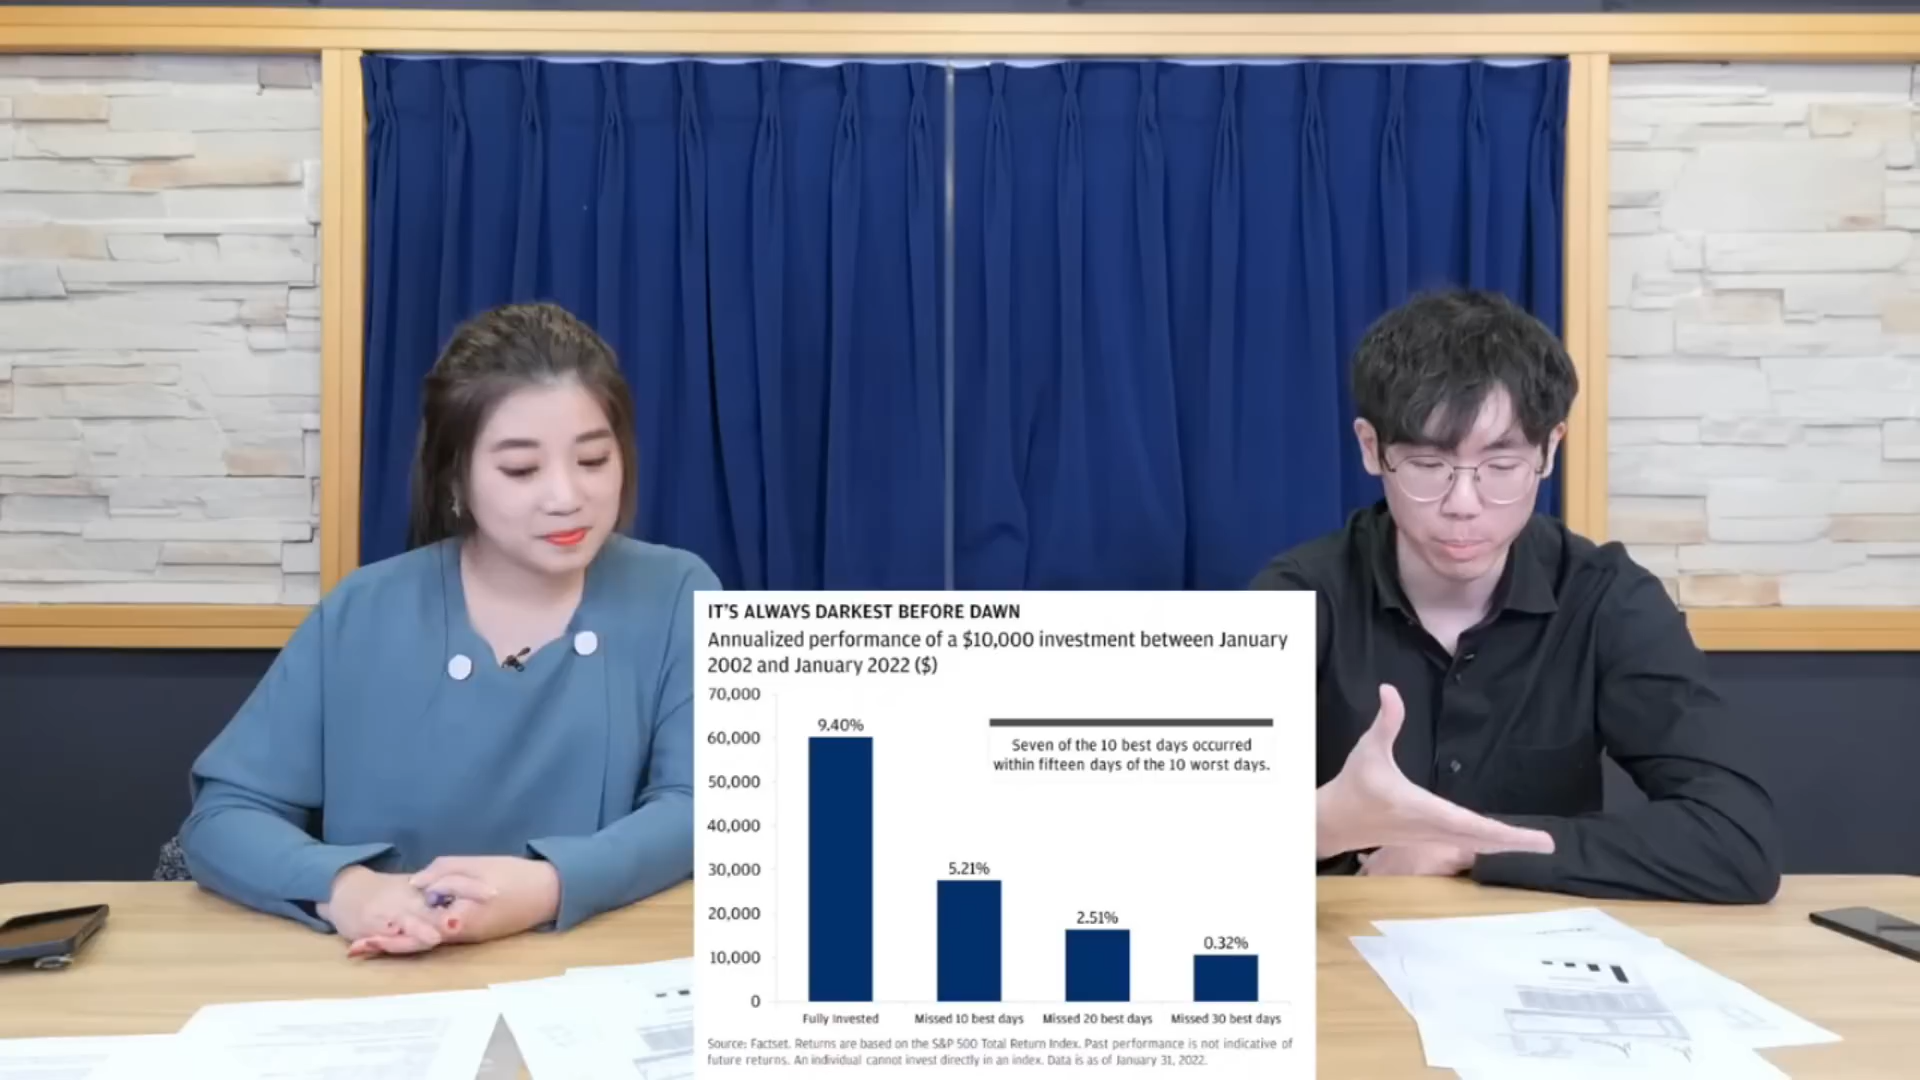 IT'S ALWAYS DARKEST BEFORE DAWN
Annualized performance of a $10,000 investment between January
2002 and January 2022 ($)
70,000
60,000
50,000
40,000
30,000
20,000
10,000
0
9.40%
5.21%
2.51%
0.32%
Seven of the 10 best days occurred
within fifteen days of the 10 worst days.
Fully Invested
Missed 10 best days
Missed 20 best days
Missed 30 best days
Source: Factset. Returns are based on the S&P 500 Total Return Index. Past performance is not indicative of
future returns. An individual cannot invest directly in an index. Data is as of January 31, 2022.